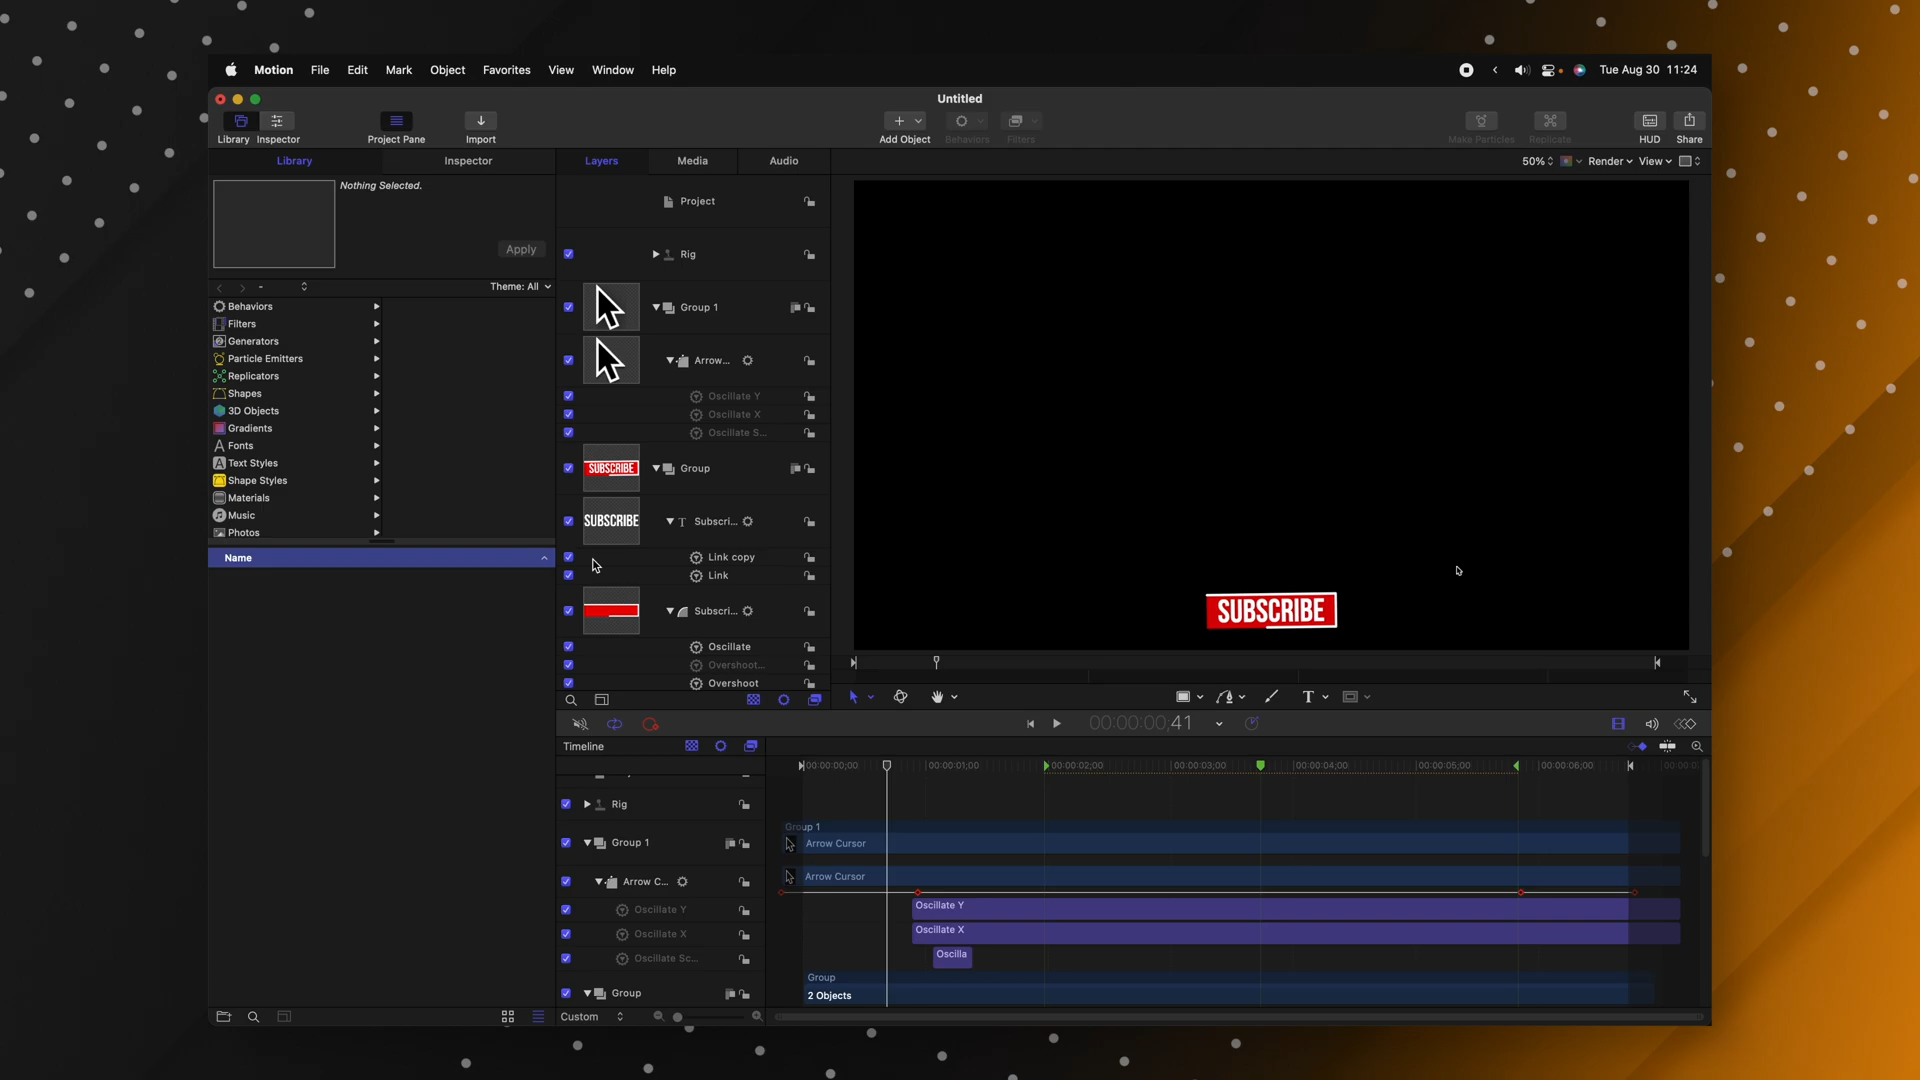 Motion File Edit Mark Object Favorites View Window Help
Tue Aug 30 11:24
Untitled
Library Inspector Project Pane Import Add Object Behaviors Filters Make Particles Replicate HUD Share
Library Inspector Layers Media Audio 50% Render View
Nothing Selected.
Apply
Theme: All
Behaviors
Filters
Generators
Particle Emitters
Replicators
Shapes
3D Objects
Gradients
Fonts
Text Styles
Shape Styles
Materials
Music
Photos
Name
Project
Rig
Group 1
Arrow...
Oscillate Y
Oscillate X
Oscillate S...
SUBSCRIBE Group
SUBSCRIBE Subscri...
Link copy
Link
Subscri...
Oscillate
Overshoot...
Overshoot
SUBSCRIBE
00:00:00;41
Timeline
00:00:00;00 00:00:01;00 00:00:02;00 00:00:03;00 00:00:04;00 00:00:05;00 00:00:06;00
Rig
Group 1
Arrow C...
Oscillate Y
Oscillate X
Oscillate Sc...
Group
Group 1
Arrow Cursor
Arrow Cursor
Oscillate Y
Oscillate X
Oscilla
Group
2 Objects
Custom